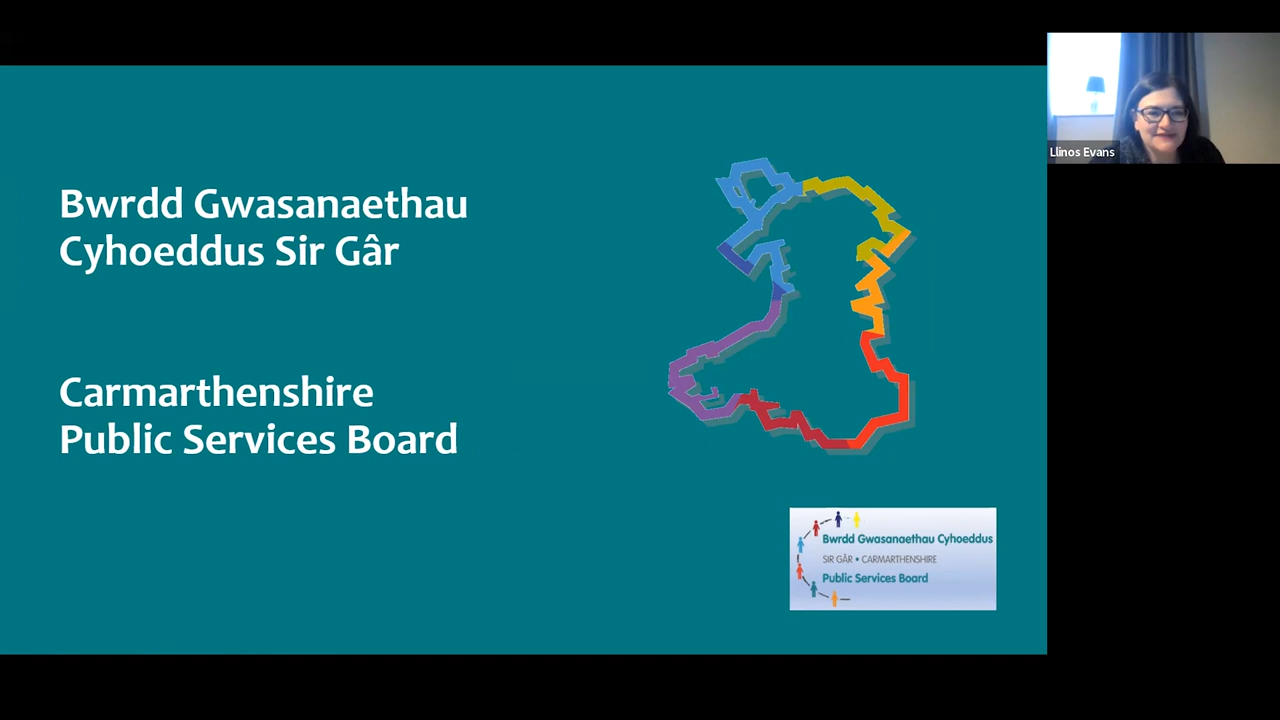 Bwrdd Gwasanaethau
Cyhoeddus Sir Gâr
Carmarthenshire
Public Services Board
Llinos Evans
Bwrdd Gwasanaethau Cyhoeddus
SIR GÂR • CARMARTHENSHIRE
Public Services Board